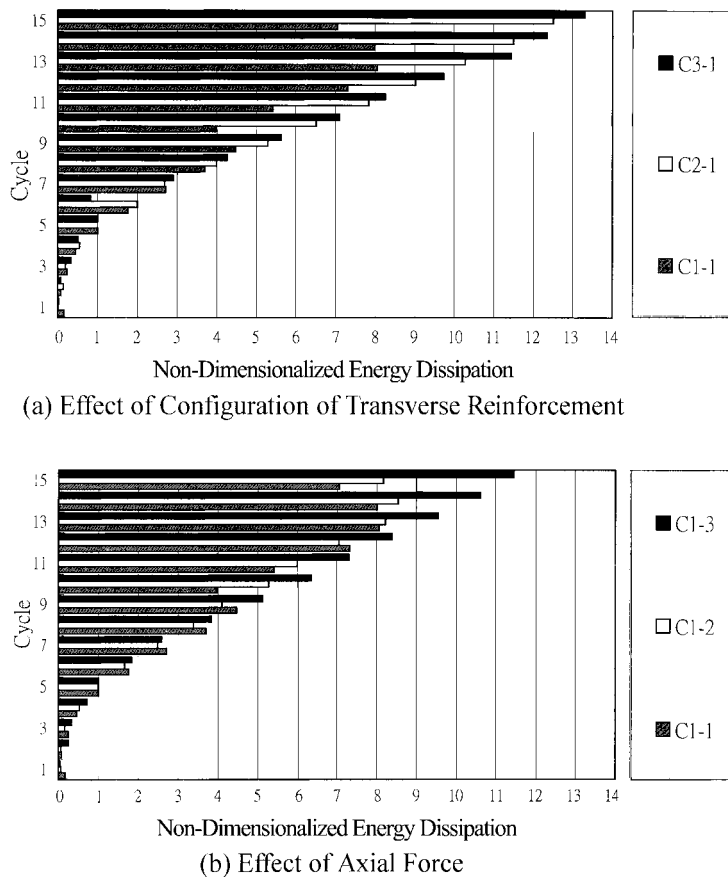 15
13
11
9
7
5
3
1
Cycle
0 1 2 3 4 5 6 7 8 9 10 11 12 13 14
Non-Dimensionalized Energy Dissipation
C3-1
C2-1
C1-1
(a) Effect of Configuration of Transverse Reinforcement
15
13
11
9
7
5
3
1
Cycle
0 1 2 3 4 5 6 7 8 9 10 11 12 13 14
Non-Dimensionalized Energy Dissipation
C1-3
C1-2
C1-1
(b) Effect of Axial Force